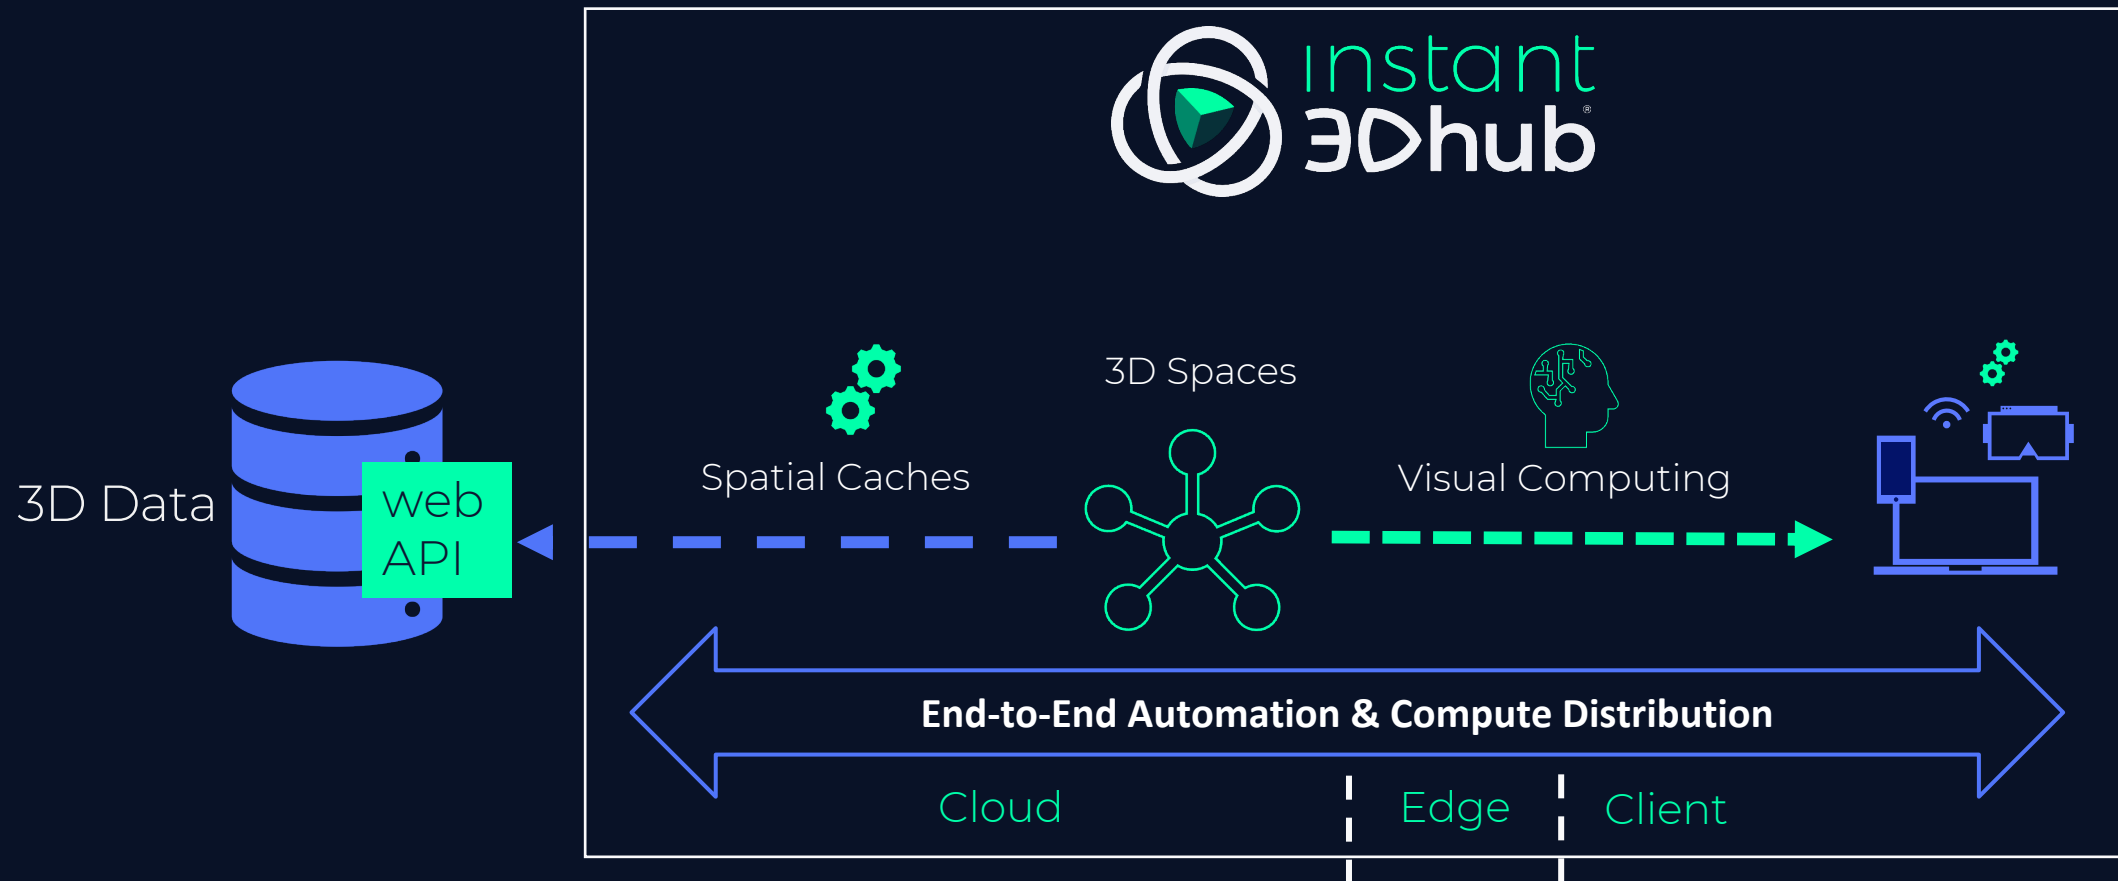 instant
3Dhub®
3D Spaces
Spatial Caches
Visual Computing
3D Data
web
API
End-to-End Automation & Compute Distribution
Cloud
Edge
Client